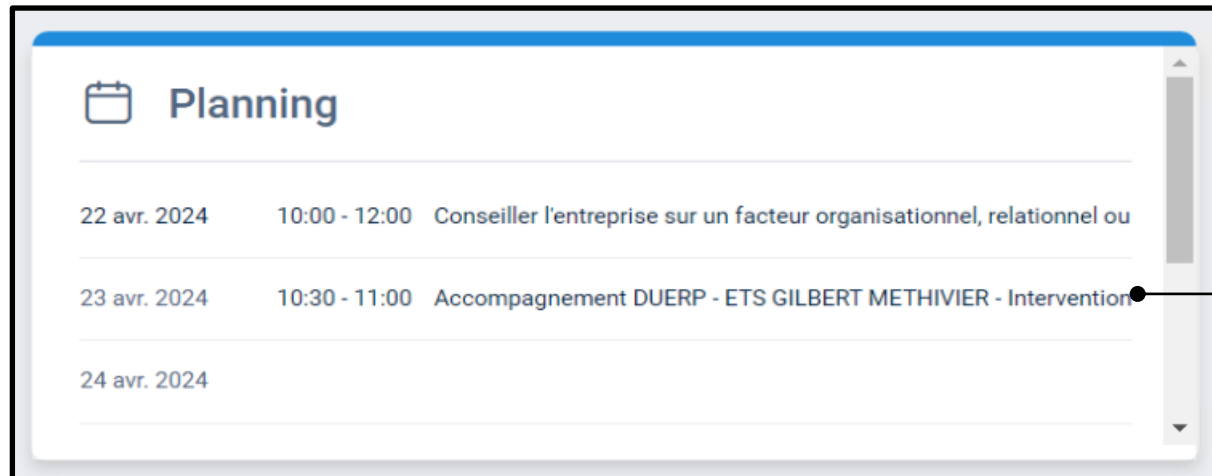 Planning
22 avr. 2024 10:00 - 12:00 Conseiller l'entreprise sur un facteur organisationnel, relationnel ou
23 avr. 2024 10:30 - 11:00 Accompagnement DUERP - ETS GILBERT METHIVIER - Intervention
24 avr. 2024